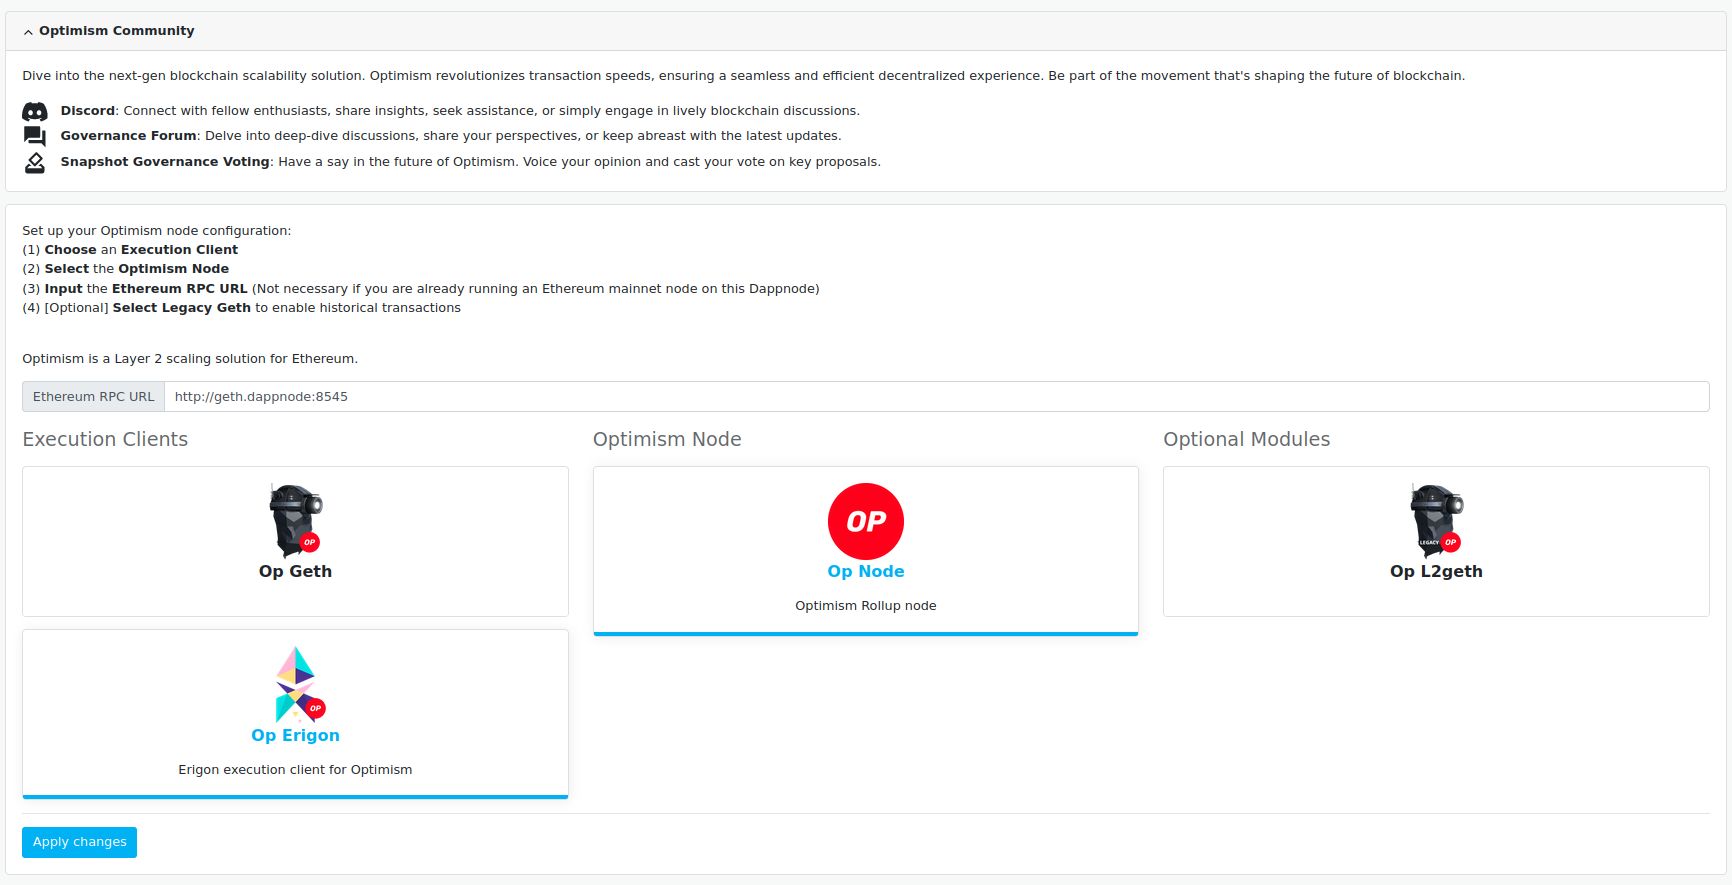 Optimism Community
Dive into the next-gen blockchain scalability solution. Optimism revolutionizes transaction speeds, ensuring a seamless and efficient decentralized experience. Be part of the movement that's shaping the future of blockchain.
Discord: Connect with fellow enthusiasts, share insights, seek assistance, or simply engage in lively blockchain discussions.
Governance Forum: Delve into deep-dive discussions, share your perspectives, or keep abreast with the latest updates.
Snapshot Governance Voting: Have a say in the future of Optimism. Voice your opinion and cast your vote on key proposals.
Set up your Optimism node configuration:
(1) Choose an Execution Client
(2) Select the Optimism Node
(3) Input the Ethereum RPC URL (Not necessary if you are already running an Ethereum mainnet node on this Dappnode)
(4) [Optional] Select Legacy Geth to enable historical transactions
Optimism is a Layer 2 scaling solution for Ethereum.
Ethereum RPC URL http://geth.dappnode:8545
Execution Clients
OP
Op Geth
OP
Op Erigon
Erigon execution client for Optimism
Optimism Node
OP
Op Node
Optimism Rollup node
Optional Modules
LEGACY OP
Op L2geth
Apply changes